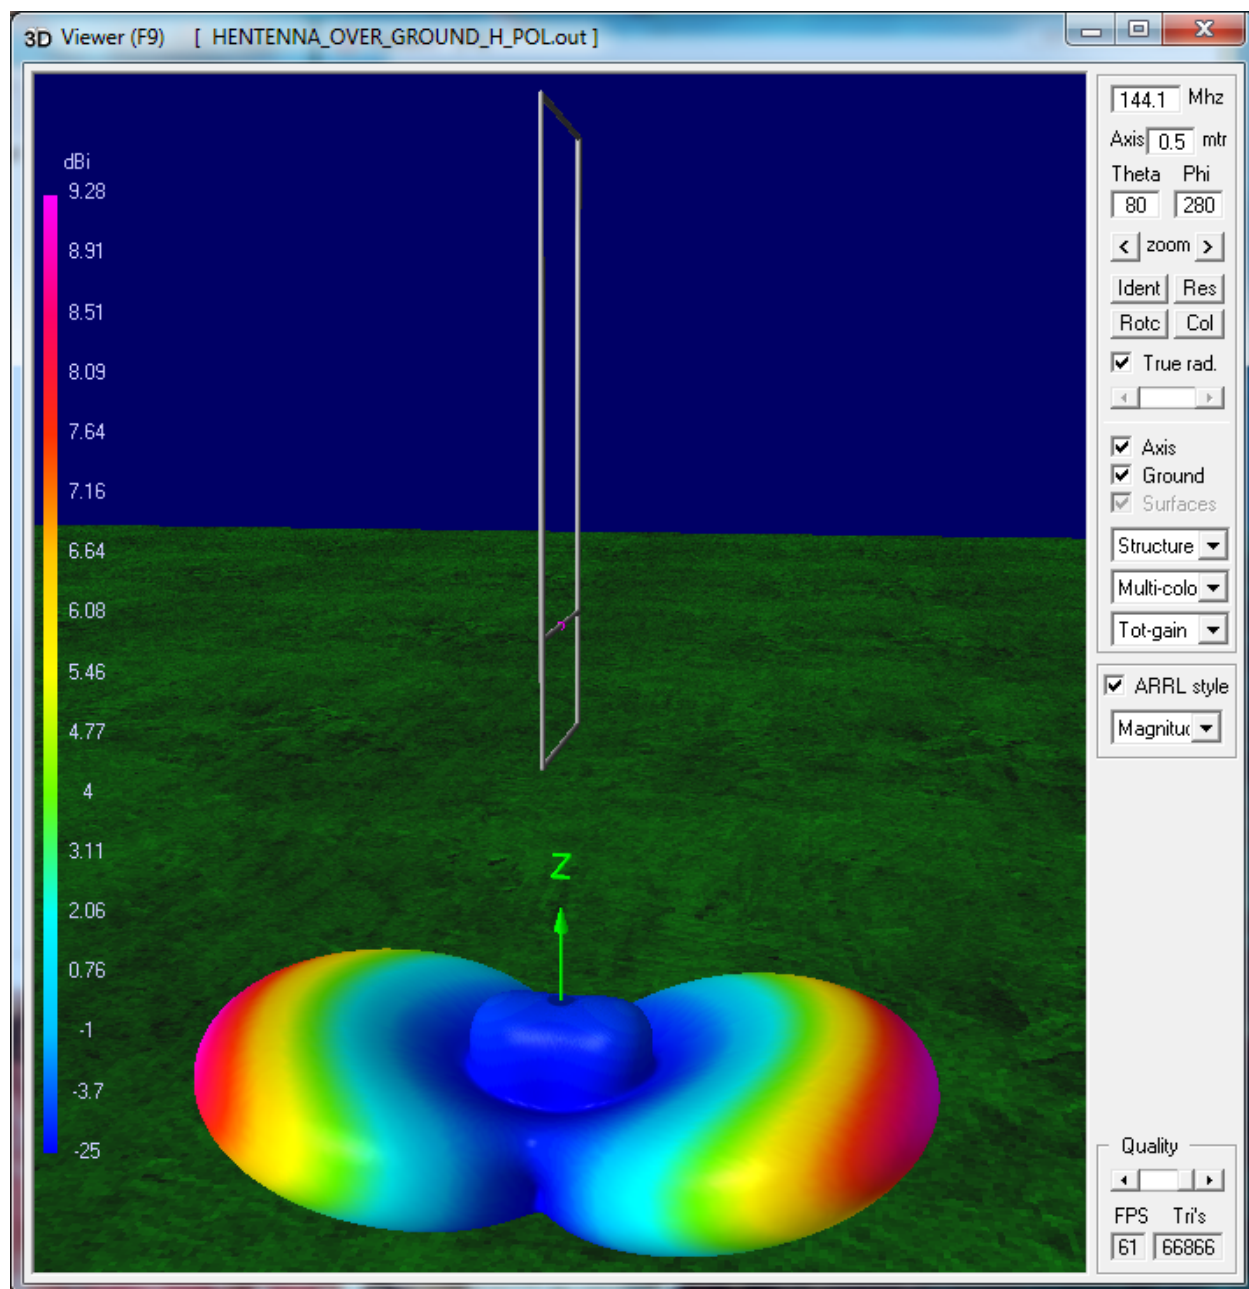 3D Viewer (F9) [ HENTENNA_OVER_GROUND_H_POL.out ]
dBi
9.28
8.91
8.51
8.09
7.64
7.16
6.64
6.08
5.46
4.77
4
3.11
2.06
0.76
-1
-3.7
-25
Z
144.1 Mhz
Axis 0.5 mtr
Theta Phi
80 280
< zoom >
Ident Res
Rotc Col
True rad.
Axis
Ground
Surfaces
Structure
Multi-colo
Tot-gain
ARRL style
Magnituc
Quality
FPS Tri's
61 66866